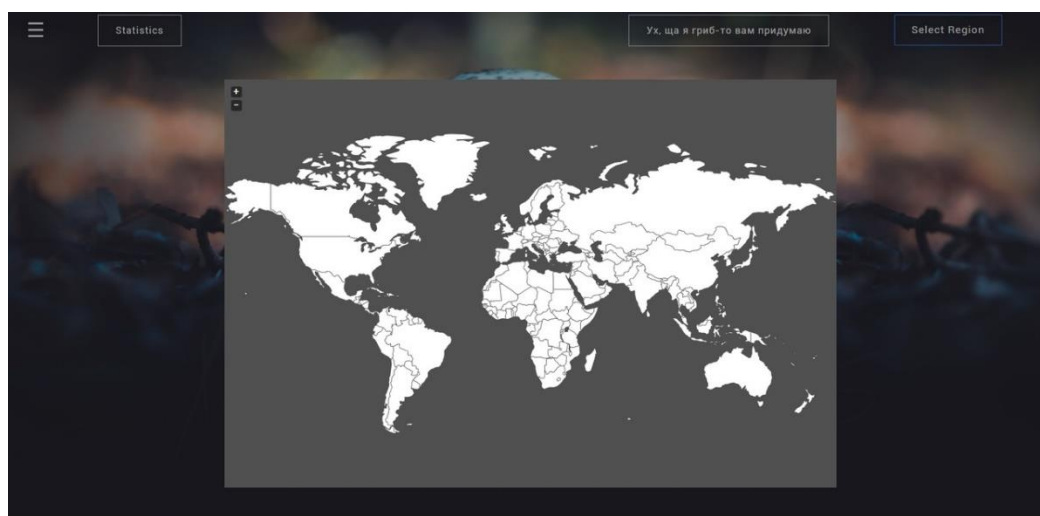 Statistics
Ух, ща я гриб-то вам придумаю
Select Region
+
−